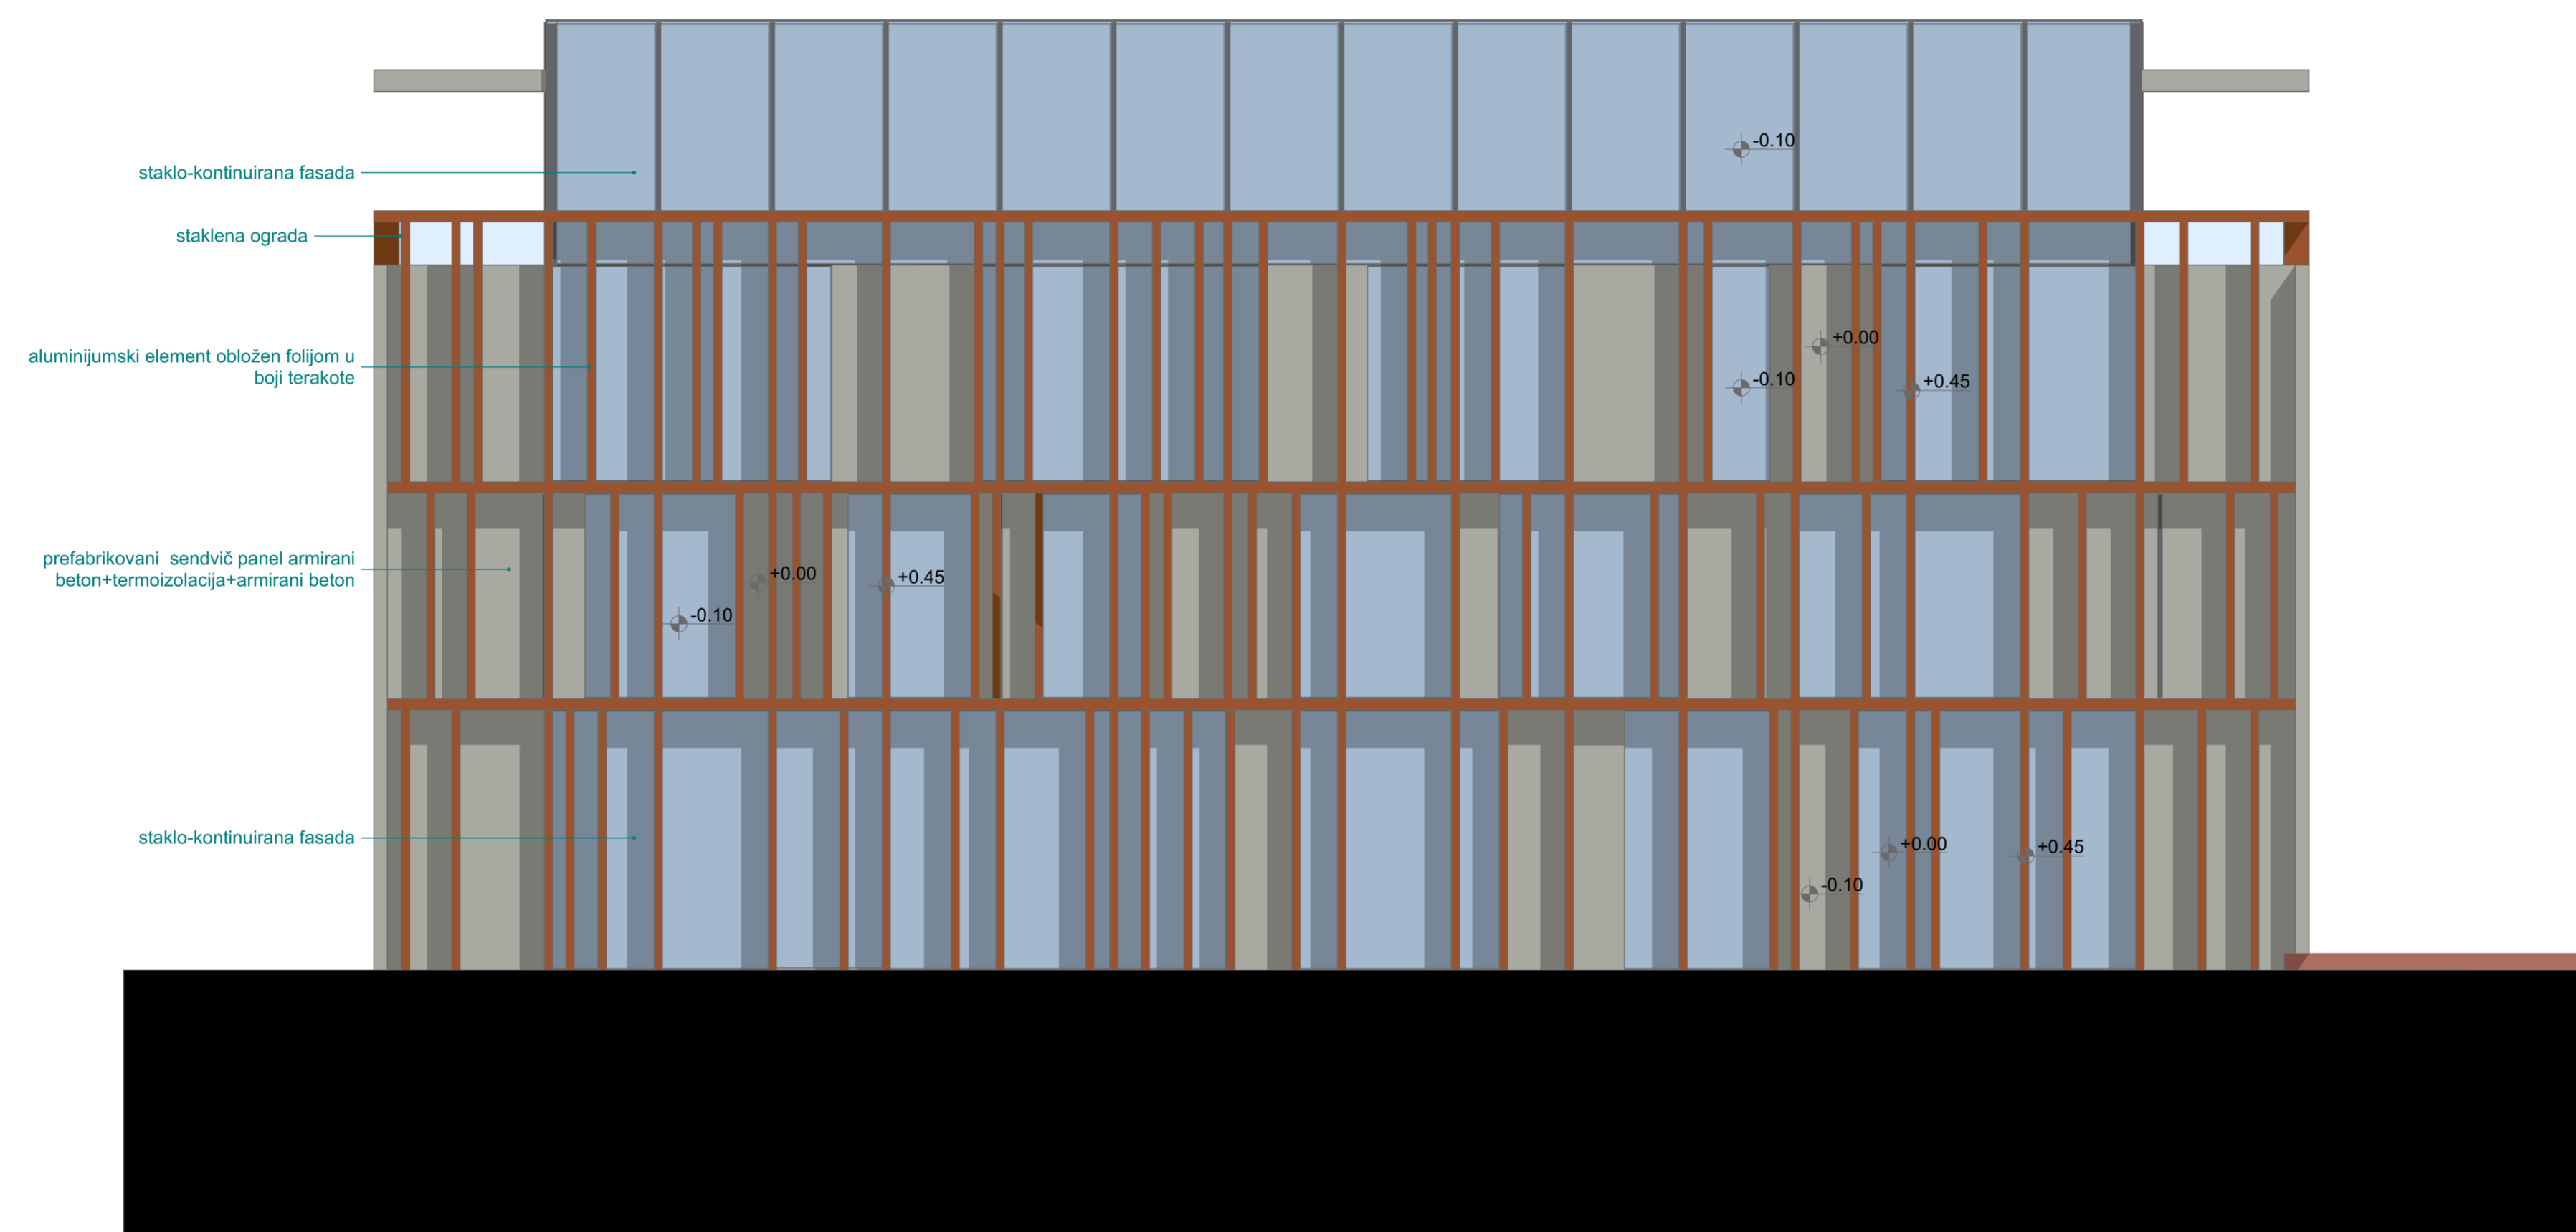 -0.10
staklo-kontinuirana fasada
staklena ograda
+0.00
aluminijumski element obložen folijom u
boji terakote
-0.10
+0.45
prefabrikovani  sendvič panel armirani
beton+termoizolacija+armirani beton
+0.00
+0.45
-0.10
staklo-kontinuirana fasada
+0.00
+0.45
-0.10